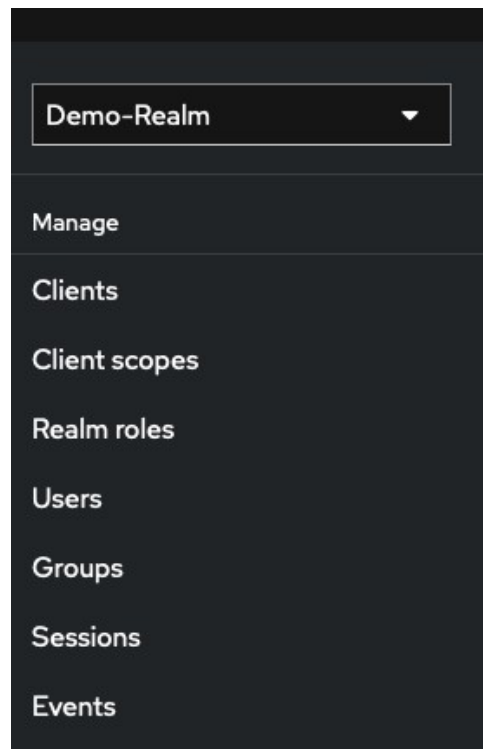 Demo-Realm
Manage
Clients
Client scopes
Realm roles
Users
Groups
Sessions
Events